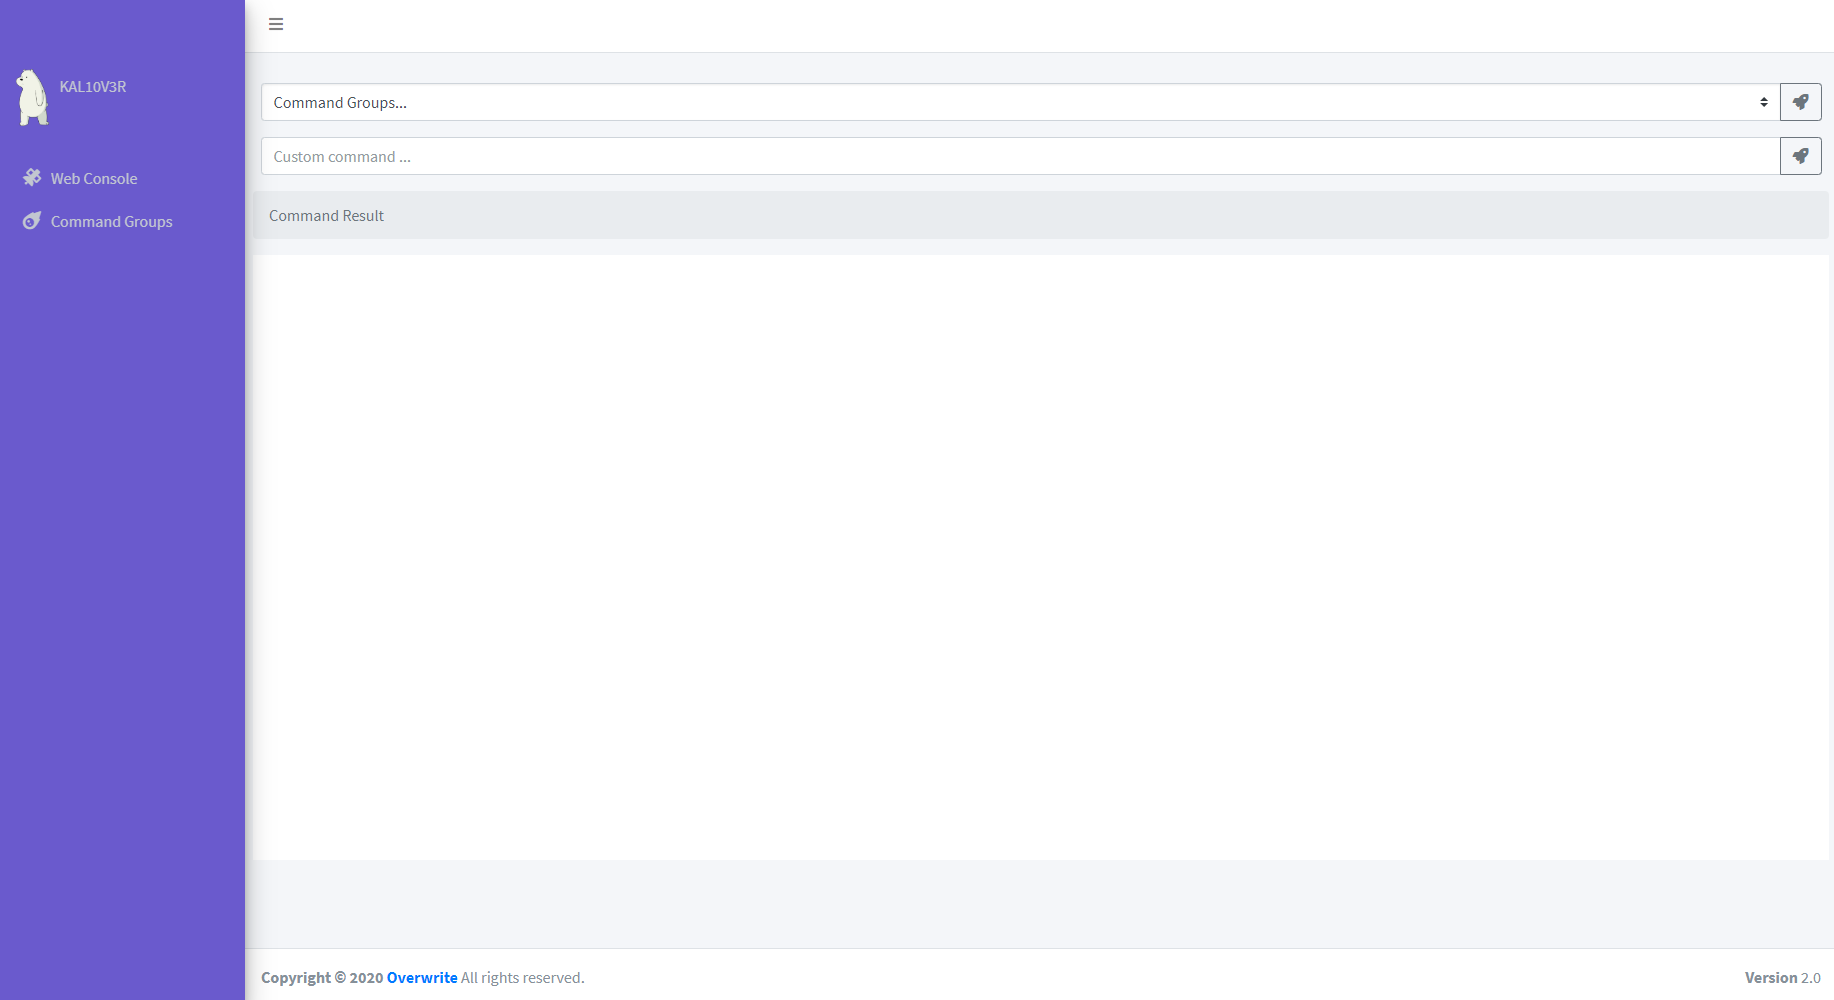 KAL10V3R
Web Console
Command Groups
Command Groups...
Custom command ...
Command Result
Copyright © 2020 Overwrite All rights reserved.
Version 2.0